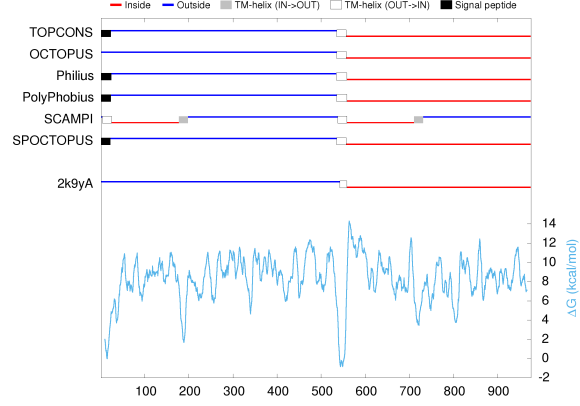 Inside Outside TM-helix (IN->OUT) TM-helix (OUT->IN) Signal peptide
TOPCONS
OCTOPUS
Philius
PolyPhobius
SCAMPI
SPOCTOPUS
2k9yA
14
12
10
8
6
4
2
0
-2
ΔG (kcal/mol)
100 200 300 400 500 600 700 800 900